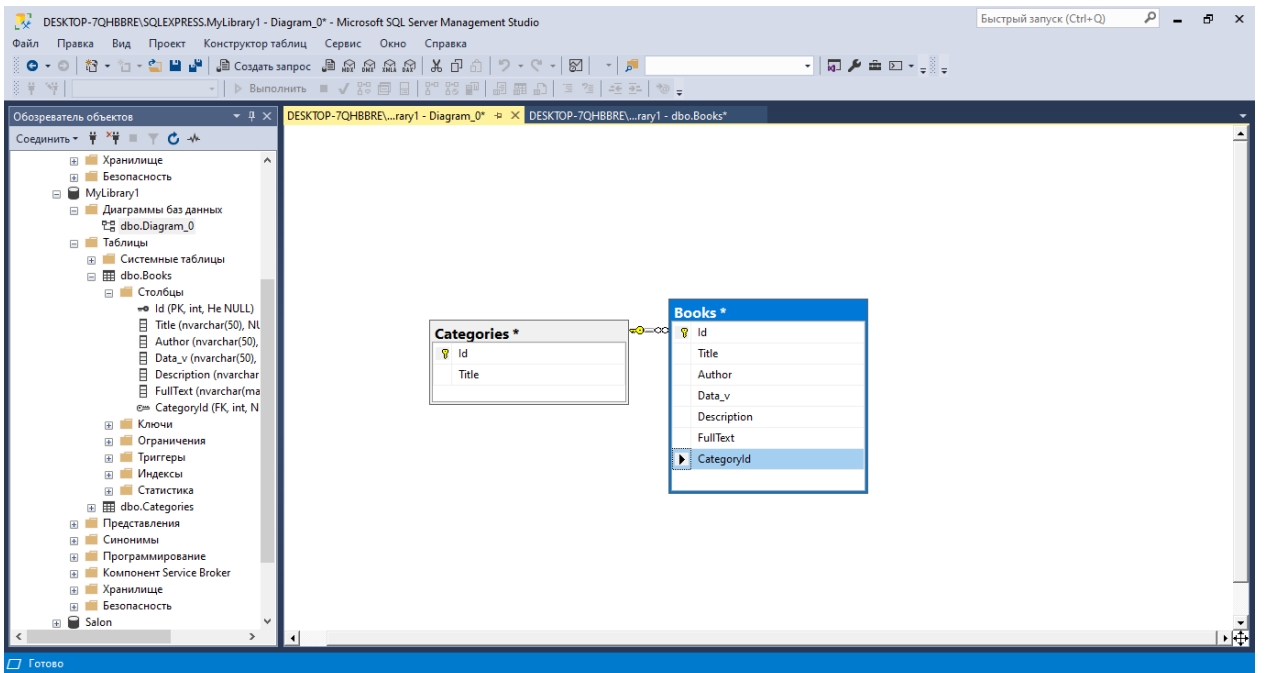 DESKTOP-7QHBBRE\SQLEXPRESS.MyLibrary1 - Diagram_0* - Microsoft SQL Server Management Studio
Быстрый запуск (Ctrl+Q)
Файл Правка Вид Проект Конструктор таблиц Сервис Окно Справка
Создать запрос
Выполнить
Обозреватель объектов
DESKTOP-7QHBBRE\...rary1 - Diagram_0* DESKTOP-7QHBBRE\...rary1 - dbo.Books*
Соединить
Хранилище
Безопасность
MyLibrary1
Диаграммы баз данных
dbo.Diagram_0
Таблицы
Системные таблицы
dbo.Books
Столбцы
Id (PK, int, Не NULL)
Title (nvarchar(50), NU
Author (nvarchar(50),
Data_v (nvarchar(50),
Description (nvarchar
FullText (nvarchar(ma
CategoryId (FK, int, N
Ключи
Ограничения
Триггеры
Индексы
Статистика
dbo.Categories
Представления
Синонимы
Программирование
Компонент Service Broker
Хранилище
Безопасность
Salon
Categories *
Id
Title
Books *
Id
Title
Author
Data_v
Description
FullText
CategoryId
Готово